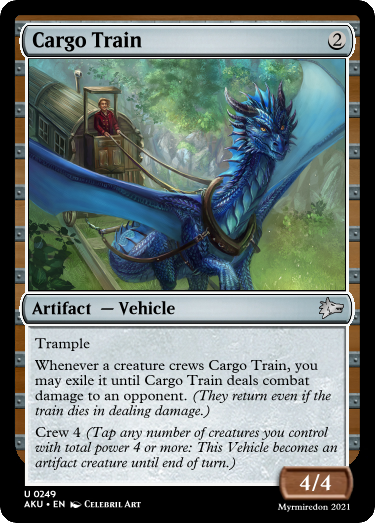 Cargo Train 2
Artifact — Vehicle
Trample
Whenever a creature crews Cargo Train, you
may exile it until Cargo Train deals combat
damage to an opponent. (They return even if the
train dies in dealing damage.)
Crew 4 (Tap any number of creatures you control
with total power 4 or more: This Vehicle becomes an
artifact creature until end of turn.)
4/4
U 0249
AKU • EN Celebril Art
Myrmiredon 2021